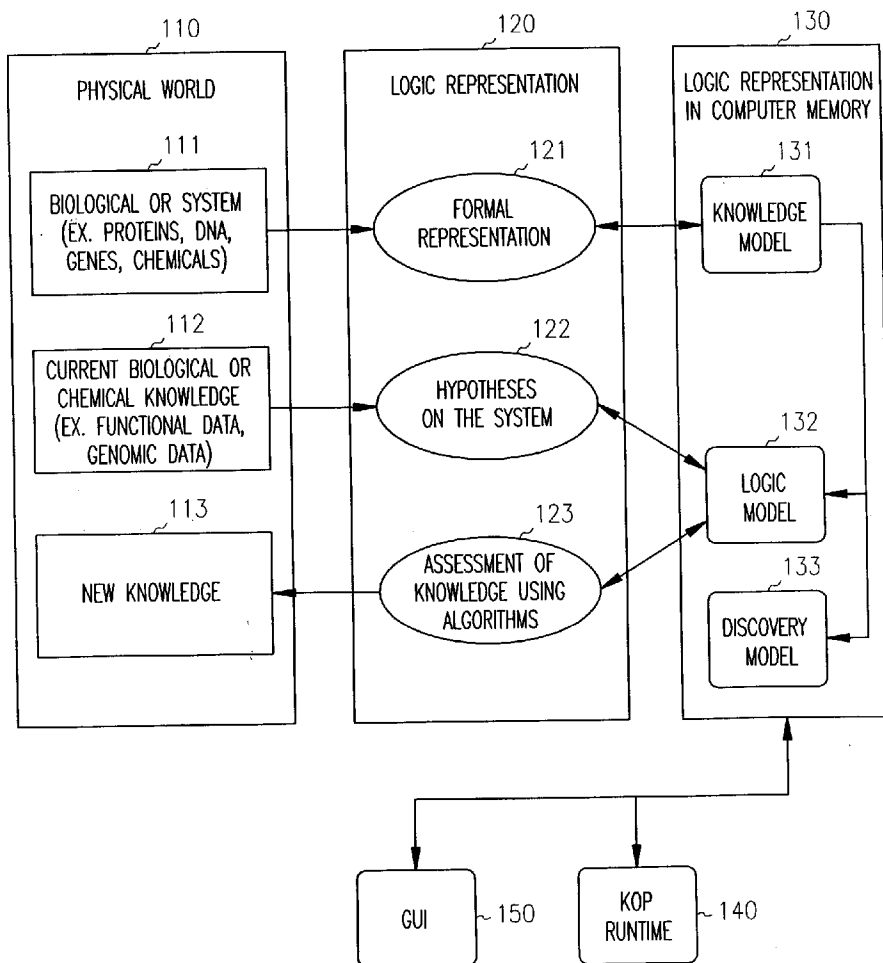 110
PHYSICAL WORLD
111
BIOLOGICAL OR SYSTEM
(EX. PROTEINS, DNA,
GENES, CHEMICALS)
112
CURRENT BIOLOGICAL OR
CHEMICAL KNOWLEDGE
(EX. FUNCTIONAL DATA,
GENOMIC DATA)
113
NEW KNOWLEDGE
120
LOGIC REPRESENTATION
121
FORMAL
REPRESENTATION
122
HYPOTHESES
ON THE SYSTEM
123
ASSESSMENT OF
KNOWLEDGE USING
ALGORITHMS
130
LOGIC REPRESENTATION
IN COMPUTER MEMORY
131
KNOWLEDGE
MODEL
132
LOGIC
MODEL
133
DISCOVERY
MODEL
GUI
150
KOP
RUNTIME
140